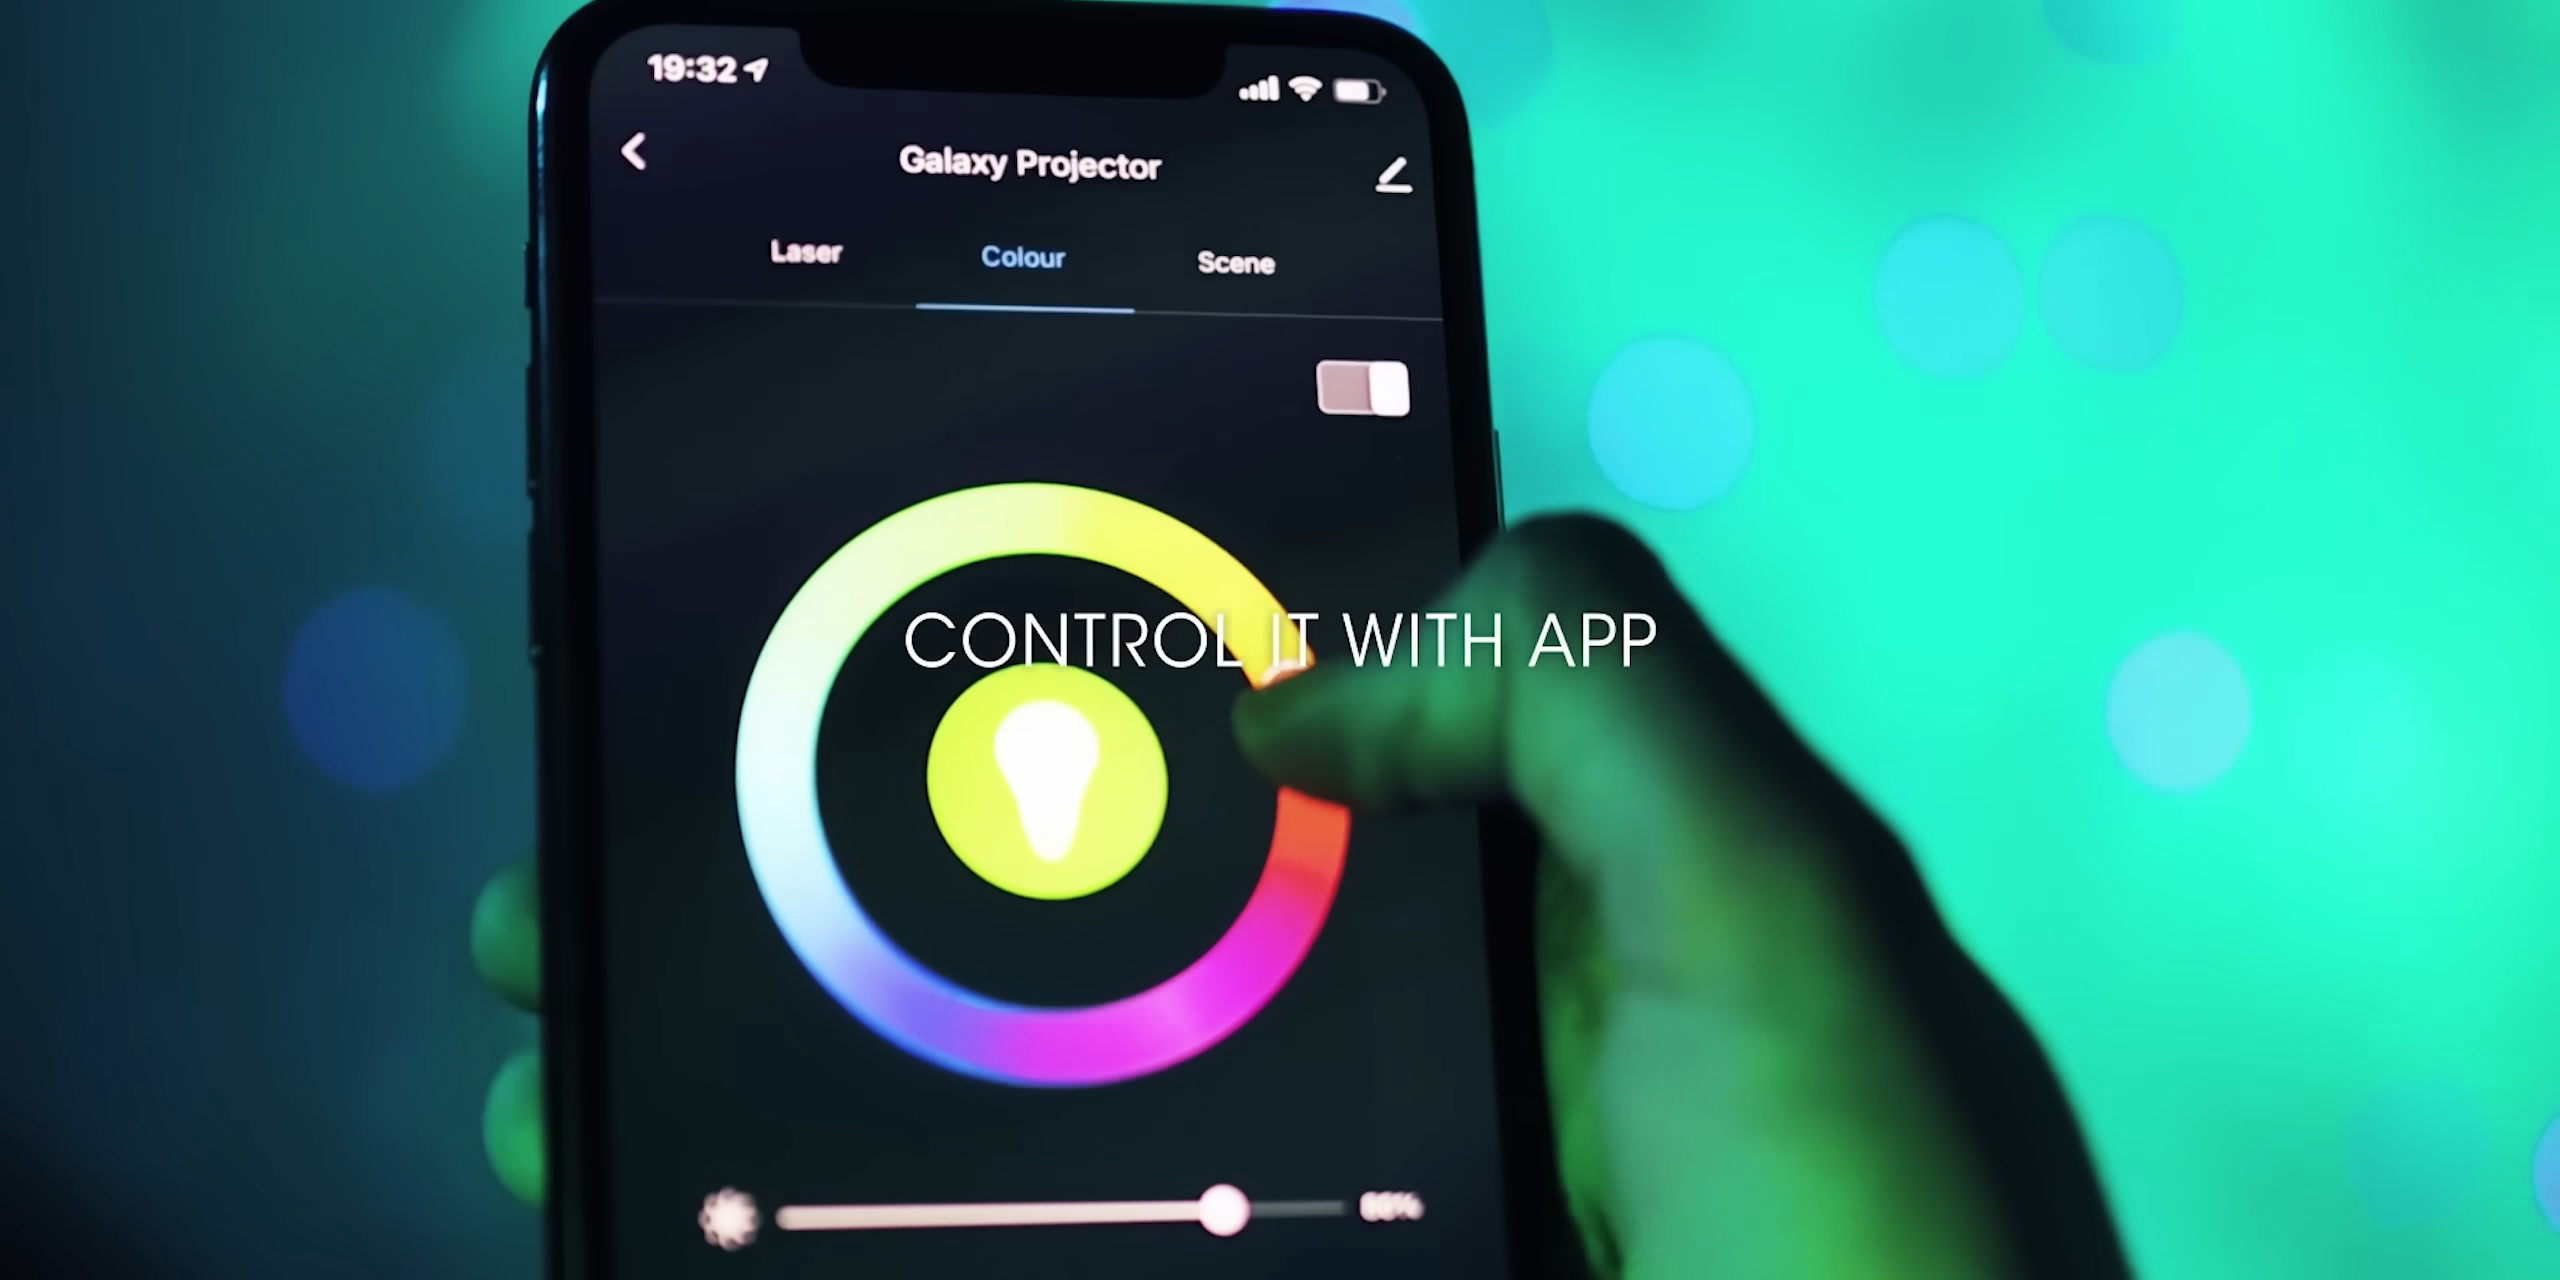 19:32
Galaxy Projector
Laser Colour Scene
CONTROL IT WITH APP